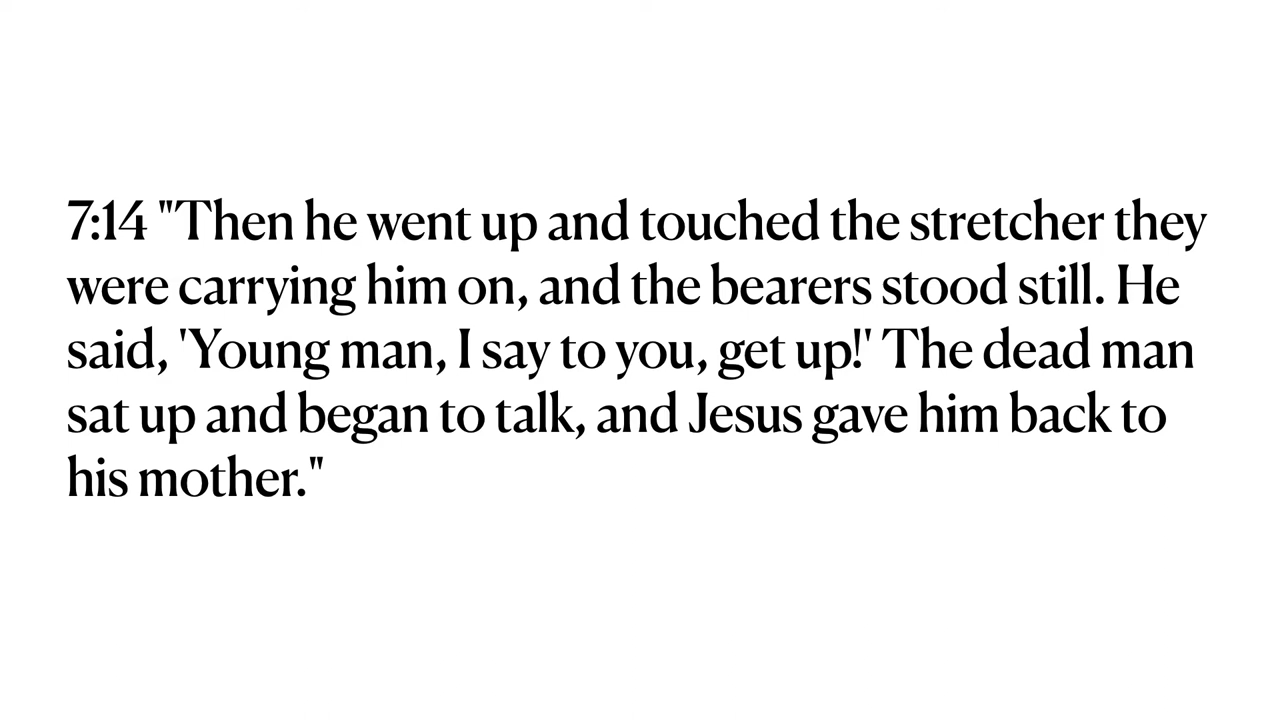 7:14 "Then he went up and touched the stretcher they
were carrying him on, and the bearers stood still. He
said, 'Young man, I say to you, get up!' The dead man
sat up and began to talk, and Jesus gave him back to
his mother."